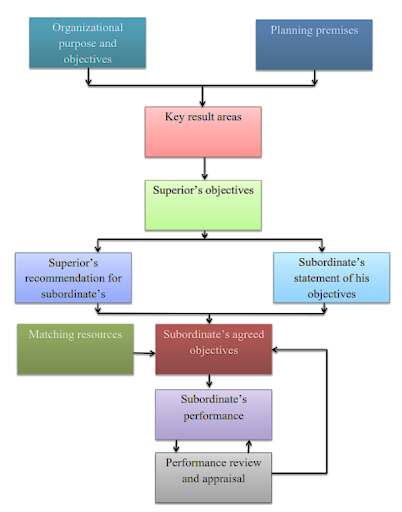 Organizational
purpose and
objectives
Planning premises
Key result areas
Superior's objectives
Superior's
recommendation for
subordinate's
Subordinate's
statement of his
objectives
Matching resources
Subordinate's agreed
objectives
Subordinate's
performance
Performance review
and appraisal